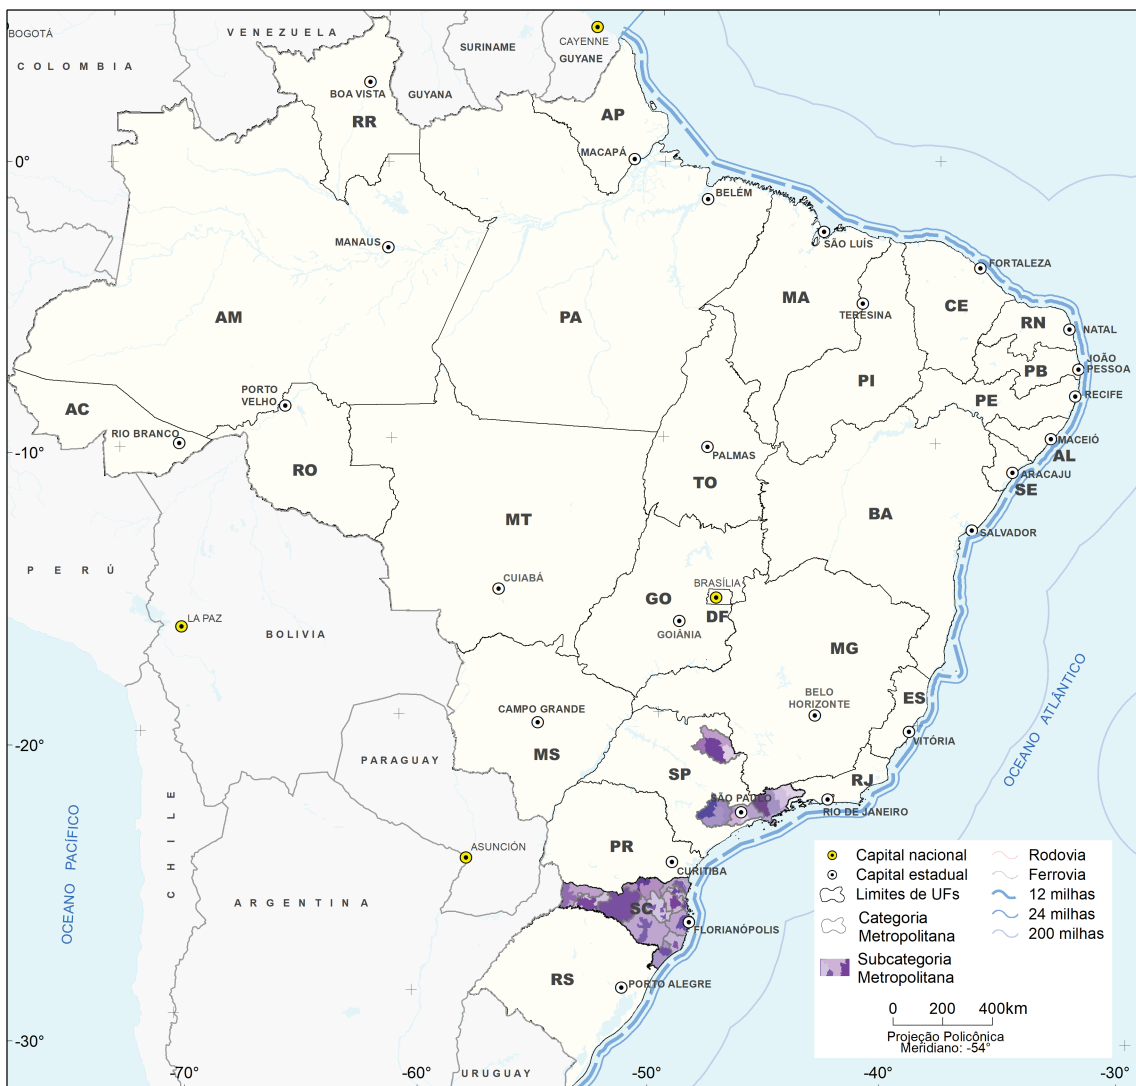 BOGOTÁ
COLOMBIA
VENEZUELA
SURINAME
CAYENNE
GUYANE
GUYANA
BOA VISTA
RR
AP
MACAPÁ
0°
BELÉM
MANAUS
SÃO LUÍS
FORTALEZA
AM
PA
MA
TERESINA
CE
RN
NATAL
JOÃO
PESSOA
PB
RECIFE
PI
PE
AC
PORTO
VELHO
RIO BRANCO
RO
-10°
PALMAS
TO
MACEIÓ
AL
ARACAJU
SE
BA
SALVADOR
MT
CUIABÁ
PERÚ
LA PAZ
BOLIVIA
GO
BRASÍLIA
DF
GOIÂNIA
MG
BELO
HORIZONTE
ES
VITÓRIA
CAMPO GRANDE
MS
-20°
PARAGUAY
SP
SÃO PAULO
RJ
RIO DE JANEIRO
OCEANO ATLÂNTICO
OCEANO PACÍFICO
CHILE
ASUNCIÓN
PR
CURITIBA
ARGENTINA
SC
FLORIANÓPOLIS
RS
PORTO ALEGRE
URUGUAY
-30°
Capital nacional
Capital estadual
Limites de UFs
Categoria
Metropolitana
Subcategoria
Metropolitana
Rodovia
Ferrovia
12 milhas
24 milhas
200 milhas
0 200 400km
Projeção Policônica
Meridiano: -54°
-70° -60° -50° -40° -30°